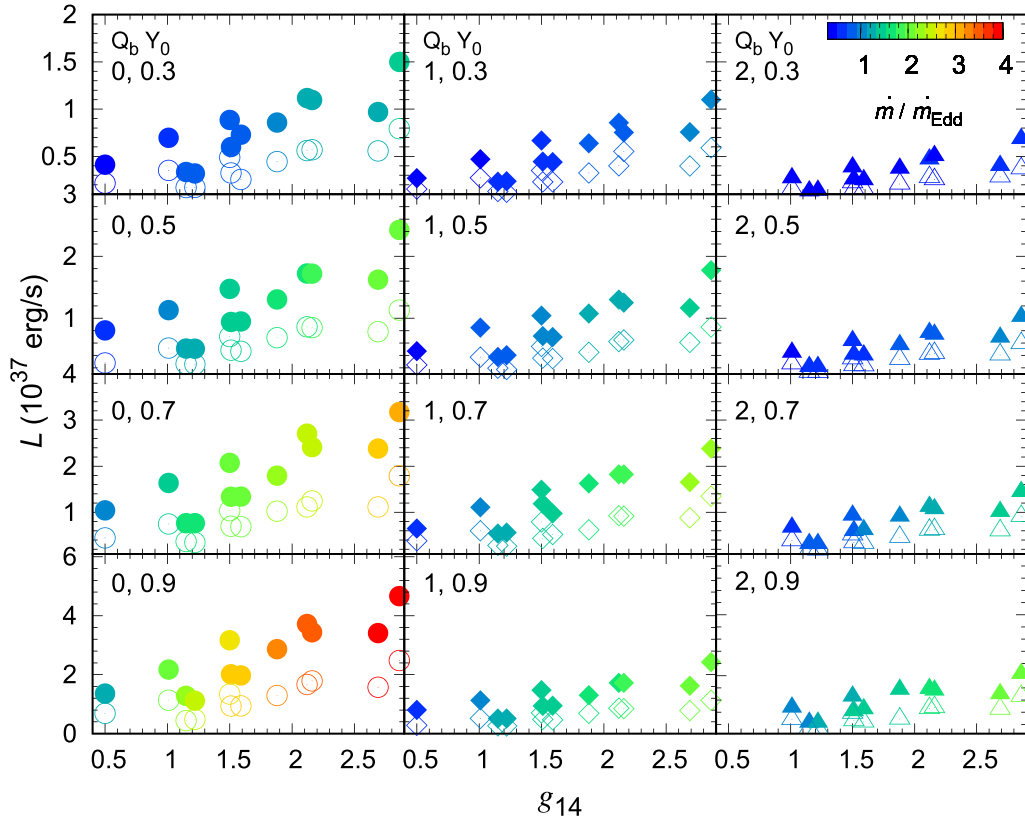 2
1.5
1
0.5
3
2
1
4
3
2
1
6
4
2
0
L (10^37 erg/s)
Q_b Y_0
0, 0.3
Q_b Y_0
1, 0.3
Q_b Y_0
2, 0.3
1 2 3 4
ṁ / ṁ_Edd
0, 0.5
1, 0.5
2, 0.5
0, 0.7
1, 0.7
2, 0.7
0, 0.9
1, 0.9
2, 0.9
0.5 1 1.5 2 2.5
0.5 1 1.5 2 2.5
0.5 1 1.5 2 2.5
g_14